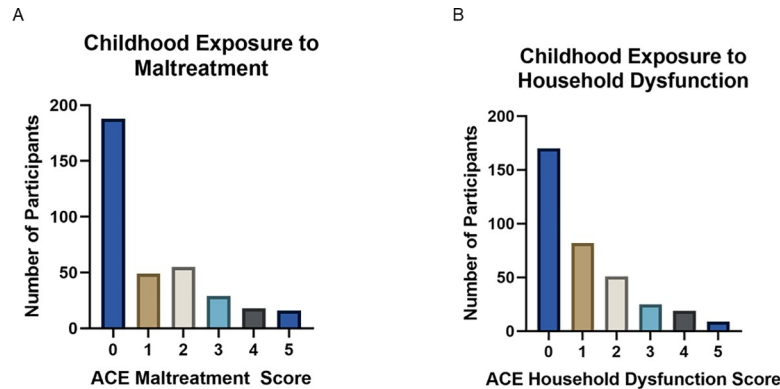 A
Childhood Exposure to
Maltreatment
Number of Participants
200
150
100
50
0
0 1 2 3 4 5
ACE Maltreatment Score
B
Childhood Exposure to
Household Dysfunction
Number of Participants
200
150
100
50
0
0 1 2 3 4 5
ACE Household Dysfunction Score